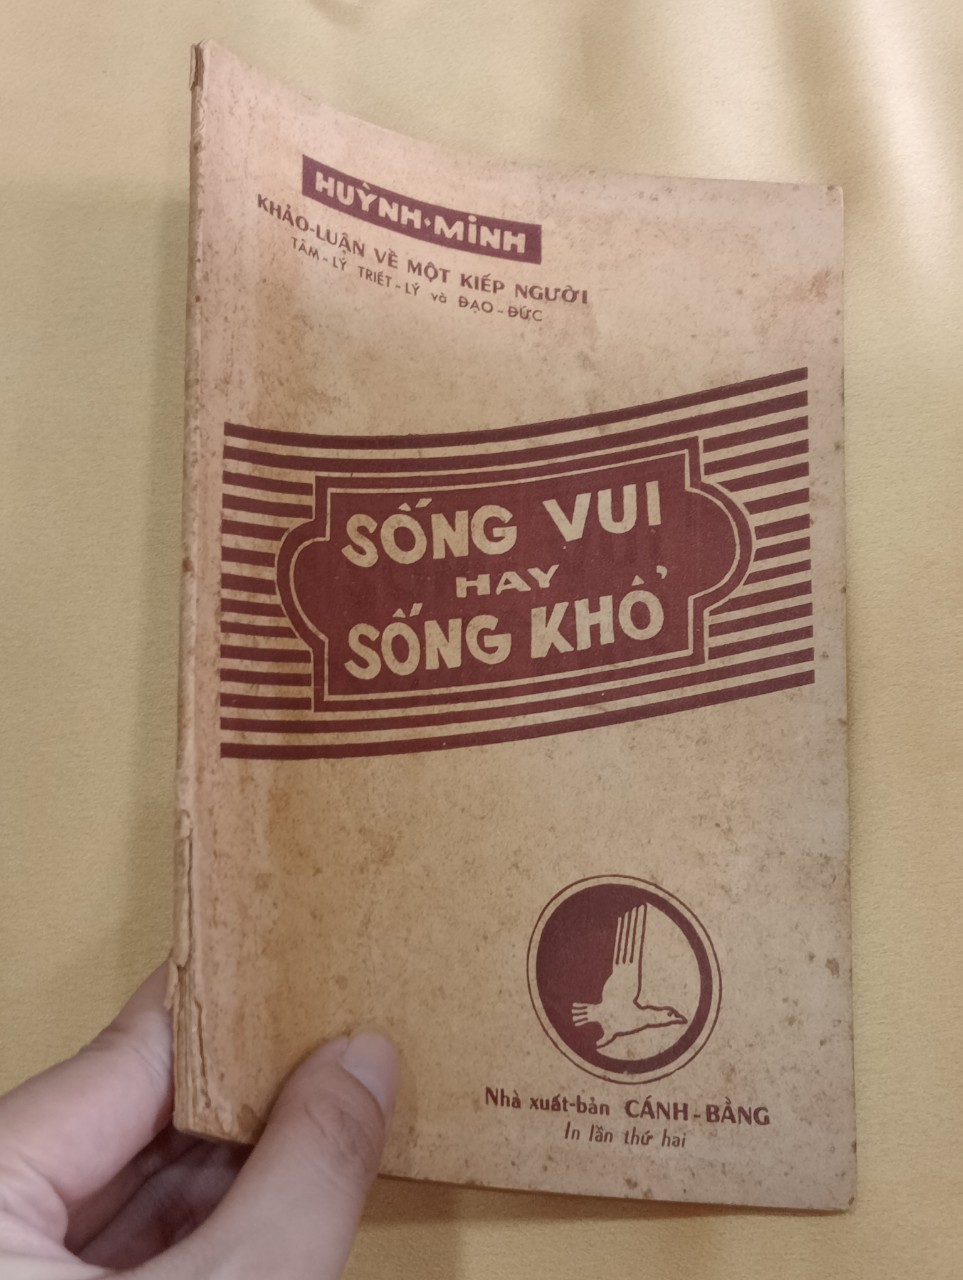 HUỲNH·MINH
KHẢO-LUẬN VỀ MỘT KIẾP NGƯỜI
TÂM-LÝ TRIẾT-LÝ và ĐẠO-ĐỨC
SỐNG VUI
HAY
SỐNG KHỔ
Nhà xuất-bản CÁNH-BẰNG
In lần thứ hai